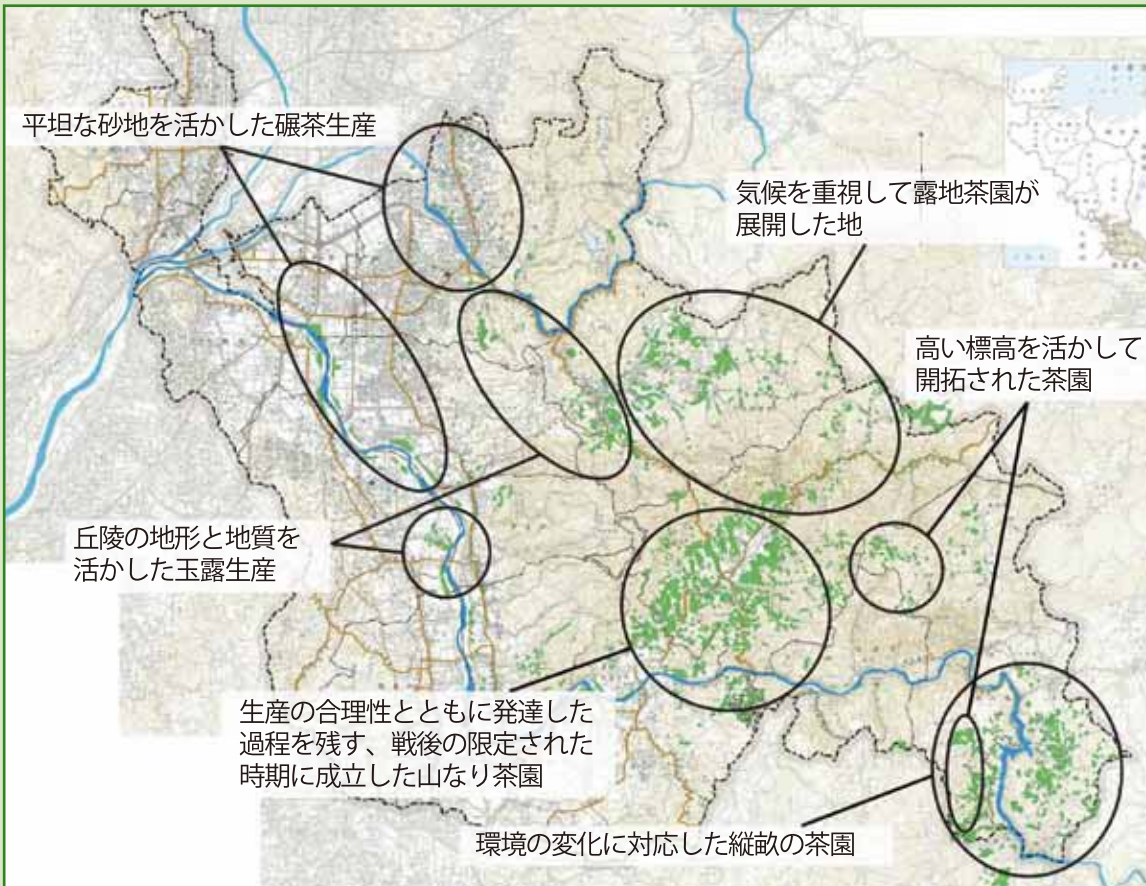 平坦な砂地を活かした碾茶生産
気候を重視して露地茶園が
展開した地
高い標高を活かして
開拓された茶園
丘陵の地形と地質を
活かした玉露生産
生産の合理性とともに発達した
過程を残す、戦後の限定された
時期に成立した山なり茶園
環境の変化に対応した縦畝の茶園